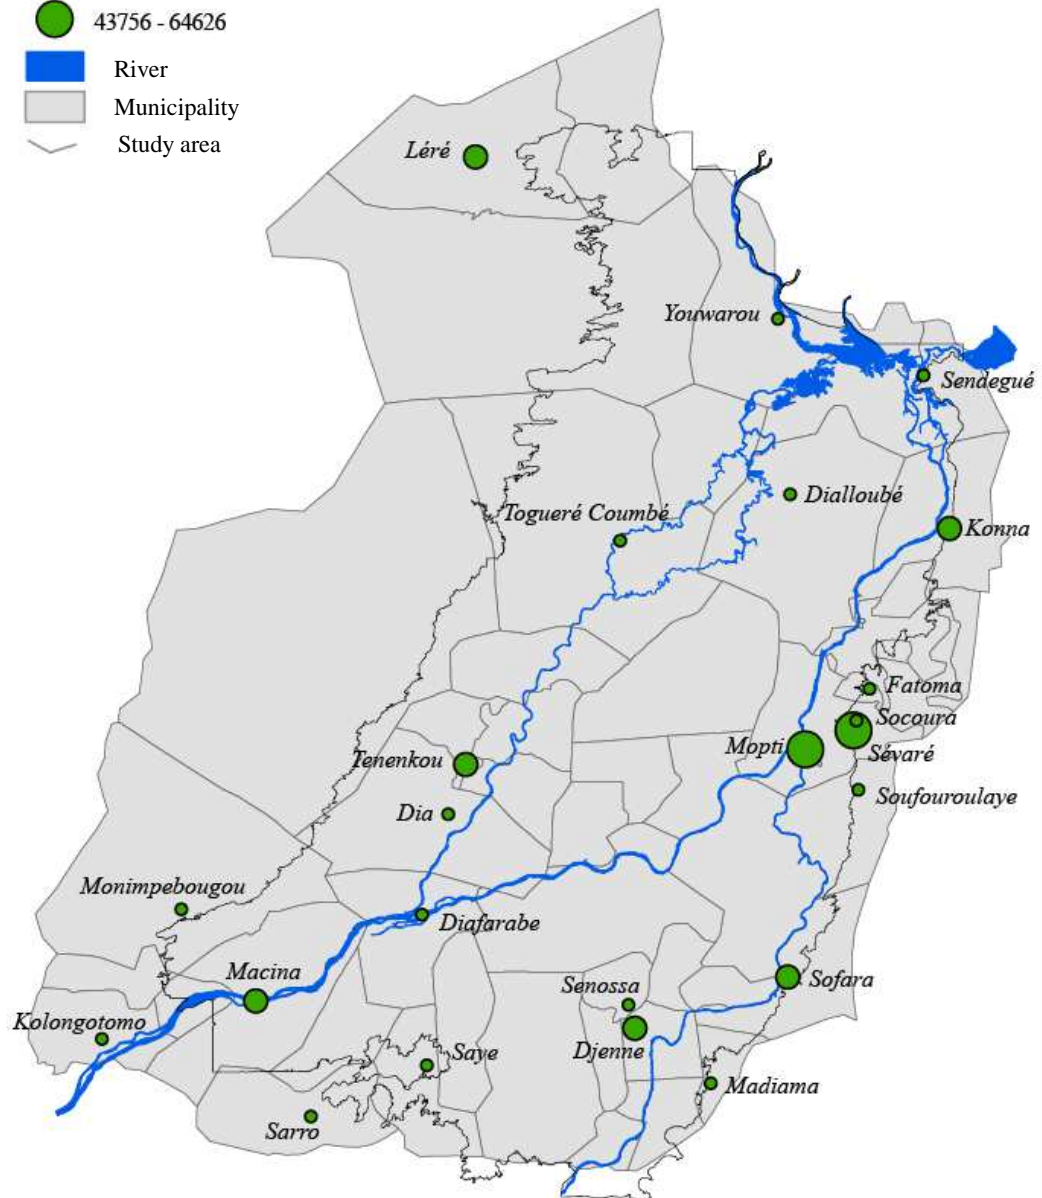 43756 - 64626
River
Municipality
Study area
Léré
Youwarou
Sendegué
Dialloubé
Togueré Coumbé
Konna
Fatoma
Socoura
Mopti
Sévaré
Tenenkou
Soufouroulaye
Dia
Monimpebougou
Diafarabe
Macina
Sofara
Senossa
Kolongotomo
Djenne
Saye
Madiama
Sarro